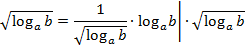 √(logₐ b) = 1/√(logₐ b) · logₐ b | · √(logₐ b)